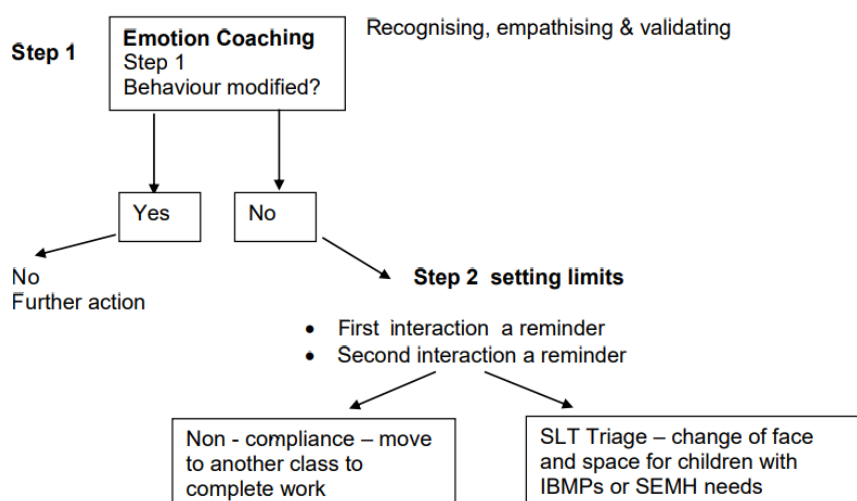 Step 1
Emotion Coaching
Step 1
Behaviour modified?
Recognising, empathising & validating
Yes
No
No
Further action
Step 2 setting limits
• First interaction a reminder
• Second interaction a reminder
Non - compliance – move
to another class to
complete work
SLT Triage – change of face
and space for children with
IBMPs or SEMH needs